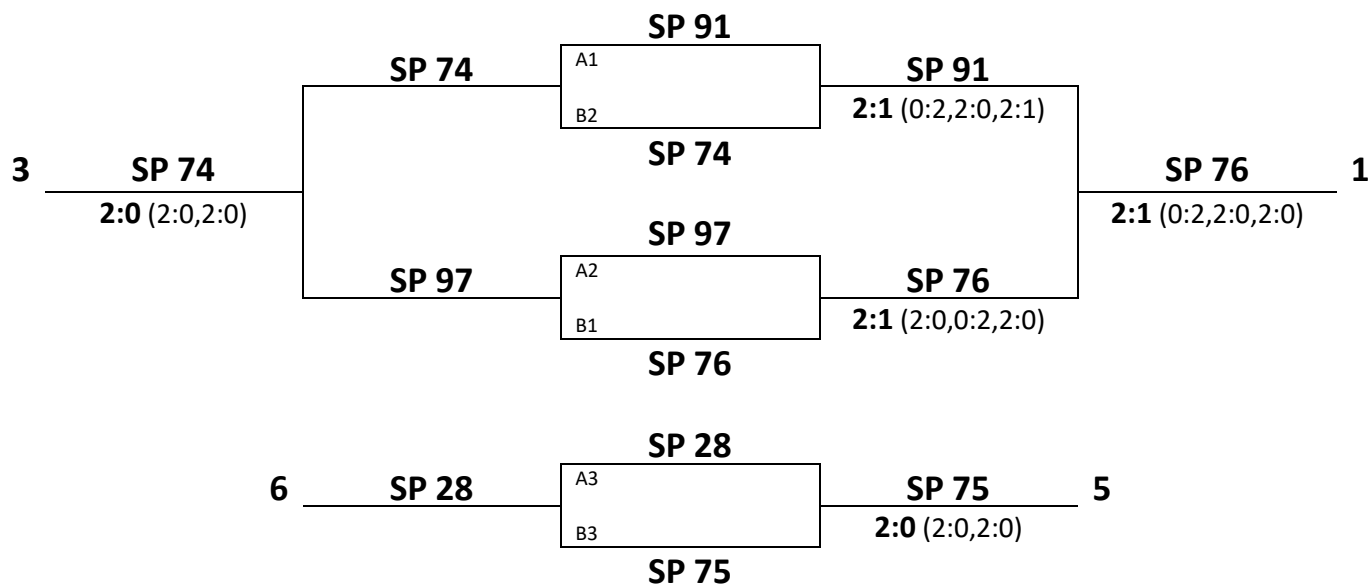 SP 91
SP 74 A1 SP 91
B2 2:1 (0:2,2:0,2:1)
SP 74
3 SP 74 SP 76 1
2:0 (2:0,2:0) 2:1 (0:2,2:0,2:0)
SP 97
SP 97 A2 SP 76
B1 2:1 (2:0,0:2,2:0)
SP 76
SP 28
6 SP 28 A3 SP 75 5
B3 2:0 (2:0,2:0)
SP 75